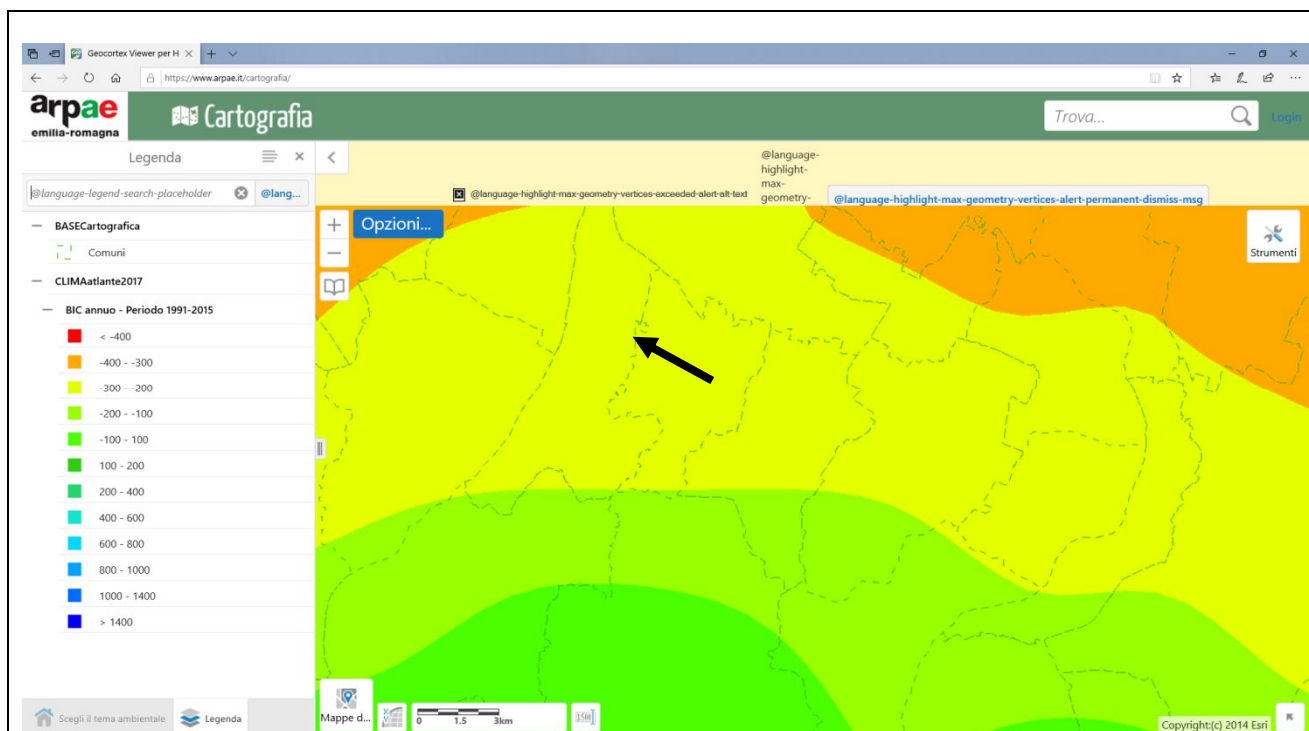 Geocortex Viewer per H
https://www.arpae.it/cartografia/
arpae
emilia-romagna
Cartografia
Trova...
Login
Legenda
@language-legend-search-placeholder
@lang...
@language-highlight-max-geometry-vertices-exceeded-alert-alt-text
@language-
highlight-
max-
geometry-
@language-highlight-max-geometry-vertices-alert-permanent-dismiss-msg
BASECartografica
Comuni
CLIMAatlante2017
BIC annuo - Periodo 1991-2015
< -400
-400 - -300
-300 - -200
-200 - -100
-100 - 100
100 - 200
200 - 400
400 - 600
600 - 800
800 - 1000
1000 - 1400
> 1400
Opzioni...
Strumenti
Scegli il tema ambientale
Legenda
Mappe d...
0 1.5 3km
Copyright:(c) 2014 Esri